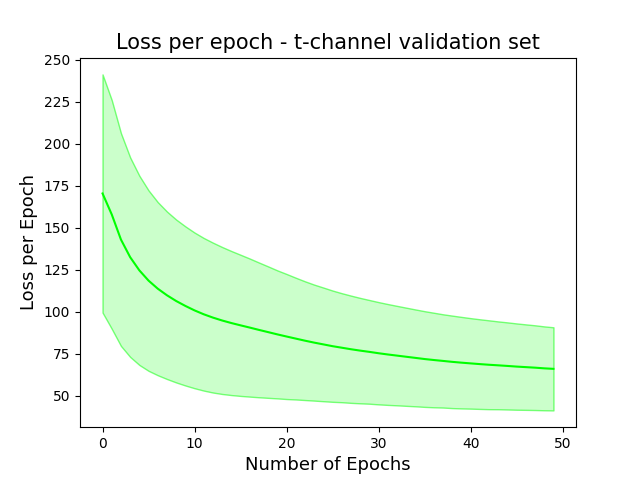 Loss per epoch - t-channel validation set
250
225
200
175
150
125
100
75
50
Loss per Epoch
0 10 20 30 40 50
Number of Epochs